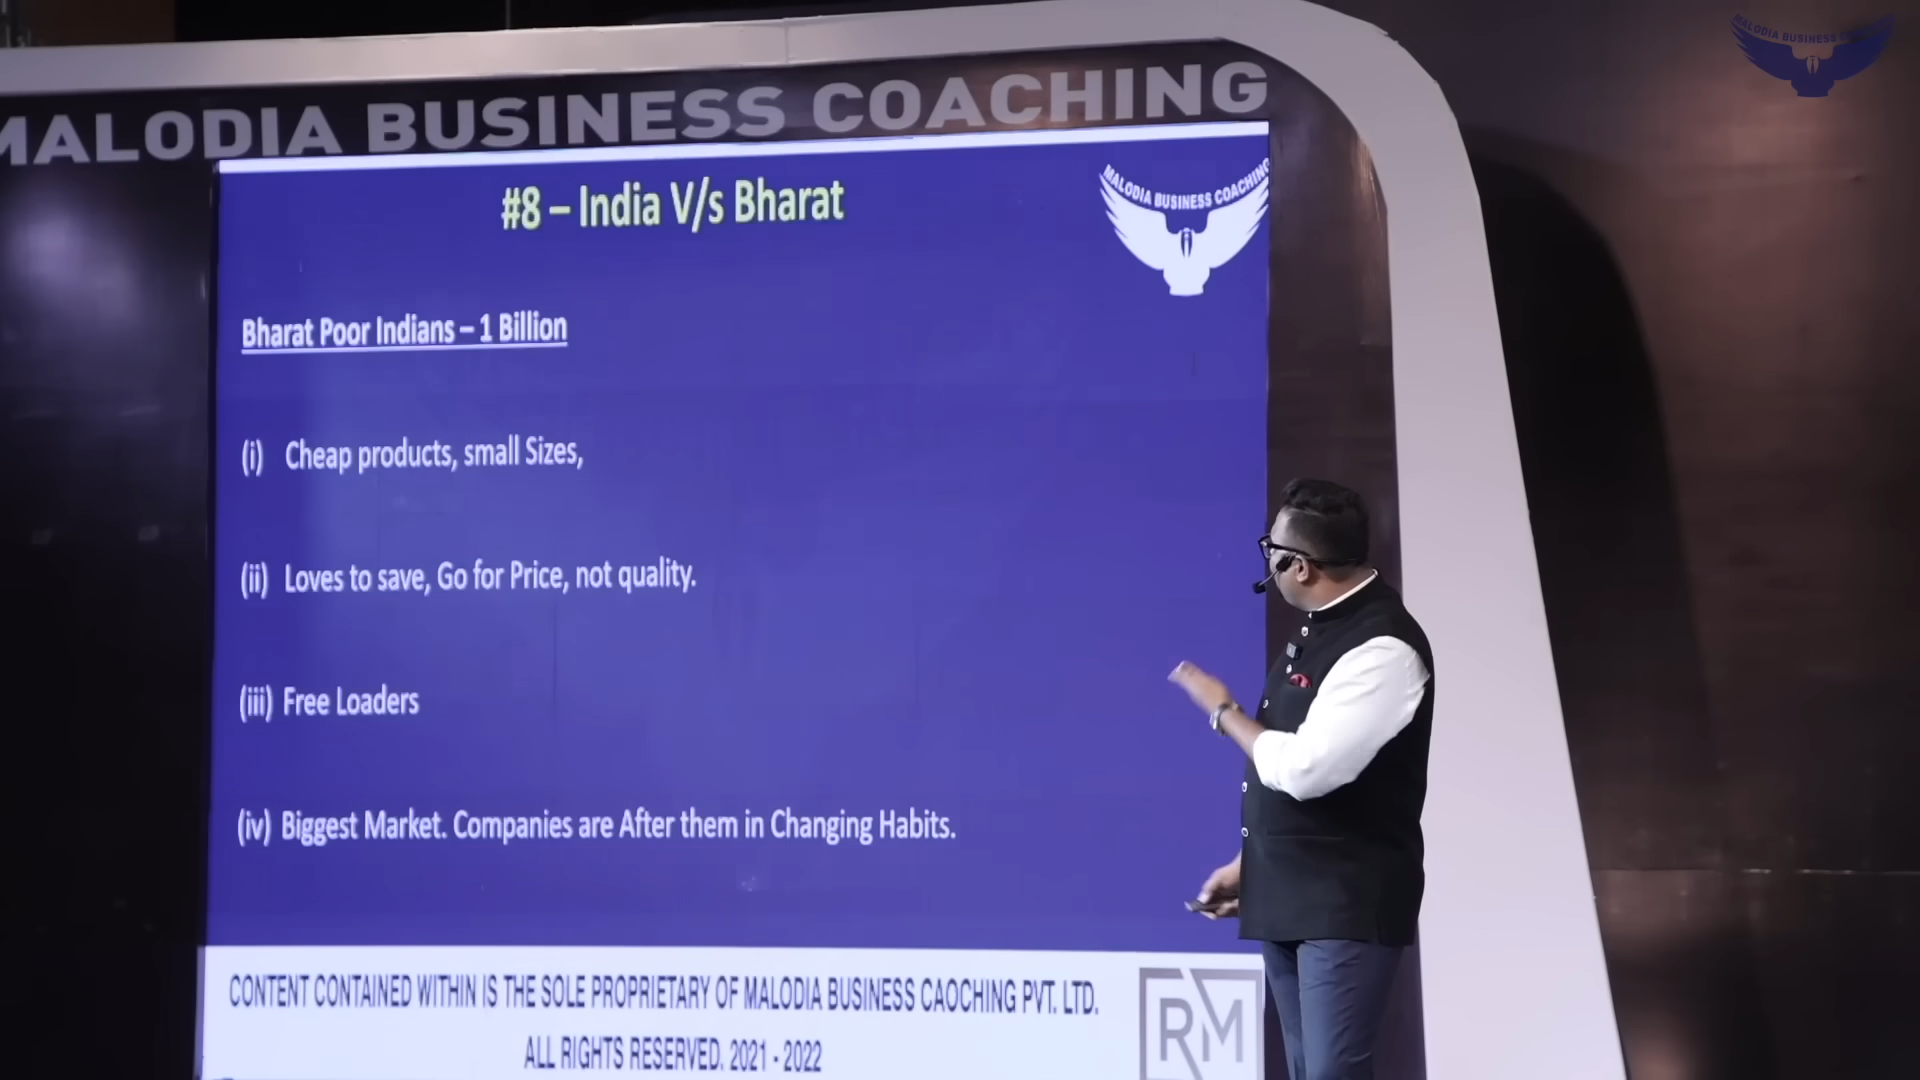 MALODIA BUSINESS COACHING
MALODIA BUSINESS
#8 – India V/s Bharat
MALODIA BUSINESS COACHING
Bharat Poor Indians – 1 Billion
(i) Cheap products, small Sizes,
(ii) Loves to save, Go for Price, not quality.
(iii) Free Loaders
(iv) Biggest Market. Companies are After them in Changing Habits.
CONTENT CONTAINED WITHIN IS THE SOLE PROPRIETARY OF MALODIA BUSINESS CAOCHING PVT. LTD.
ALL RIGHTS RESERVED. 2021 - 2022
RM